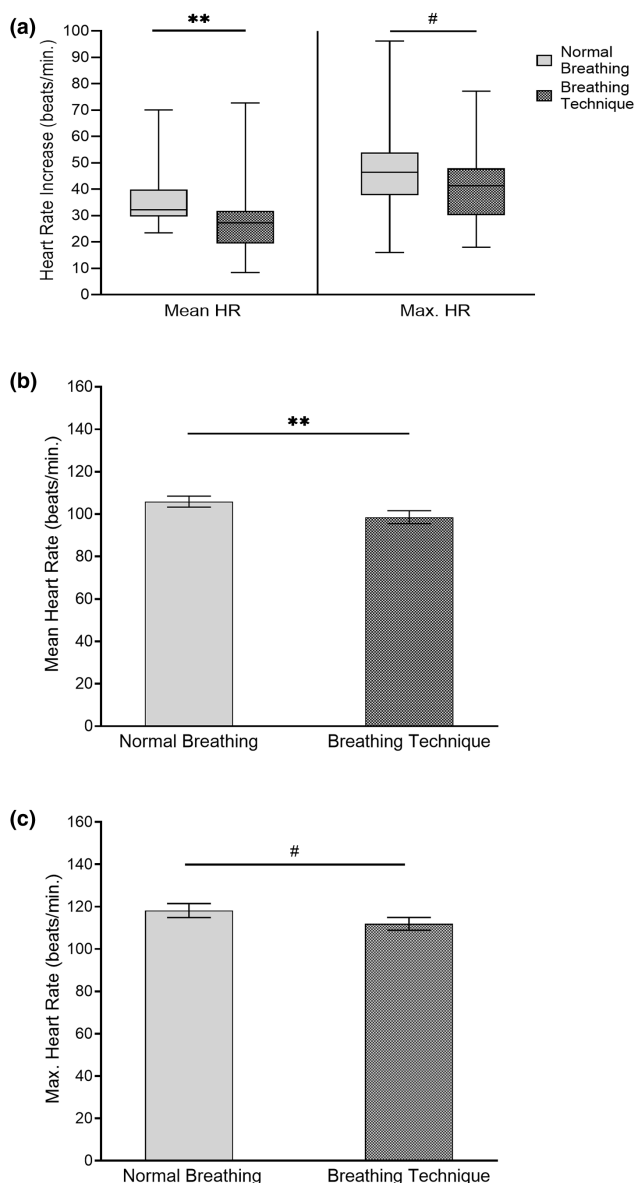 (a)
**
#
Normal
Breathing
Breathing
Technique
Heart Rate Increase (beats/min.)
100
90
80
70
60
50
40
30
20
10
0
Mean HR
Max. HR
(b)
**
Mean Heart Rate (beats/min.)
160
140
120
100
80
60
40
20
0
Normal Breathing
Breathing Technique
(c)
#
Max. Heart Rate (beats/min.)
160
140
120
100
80
60
40
20
0
Normal Breathing
Breathing Technique